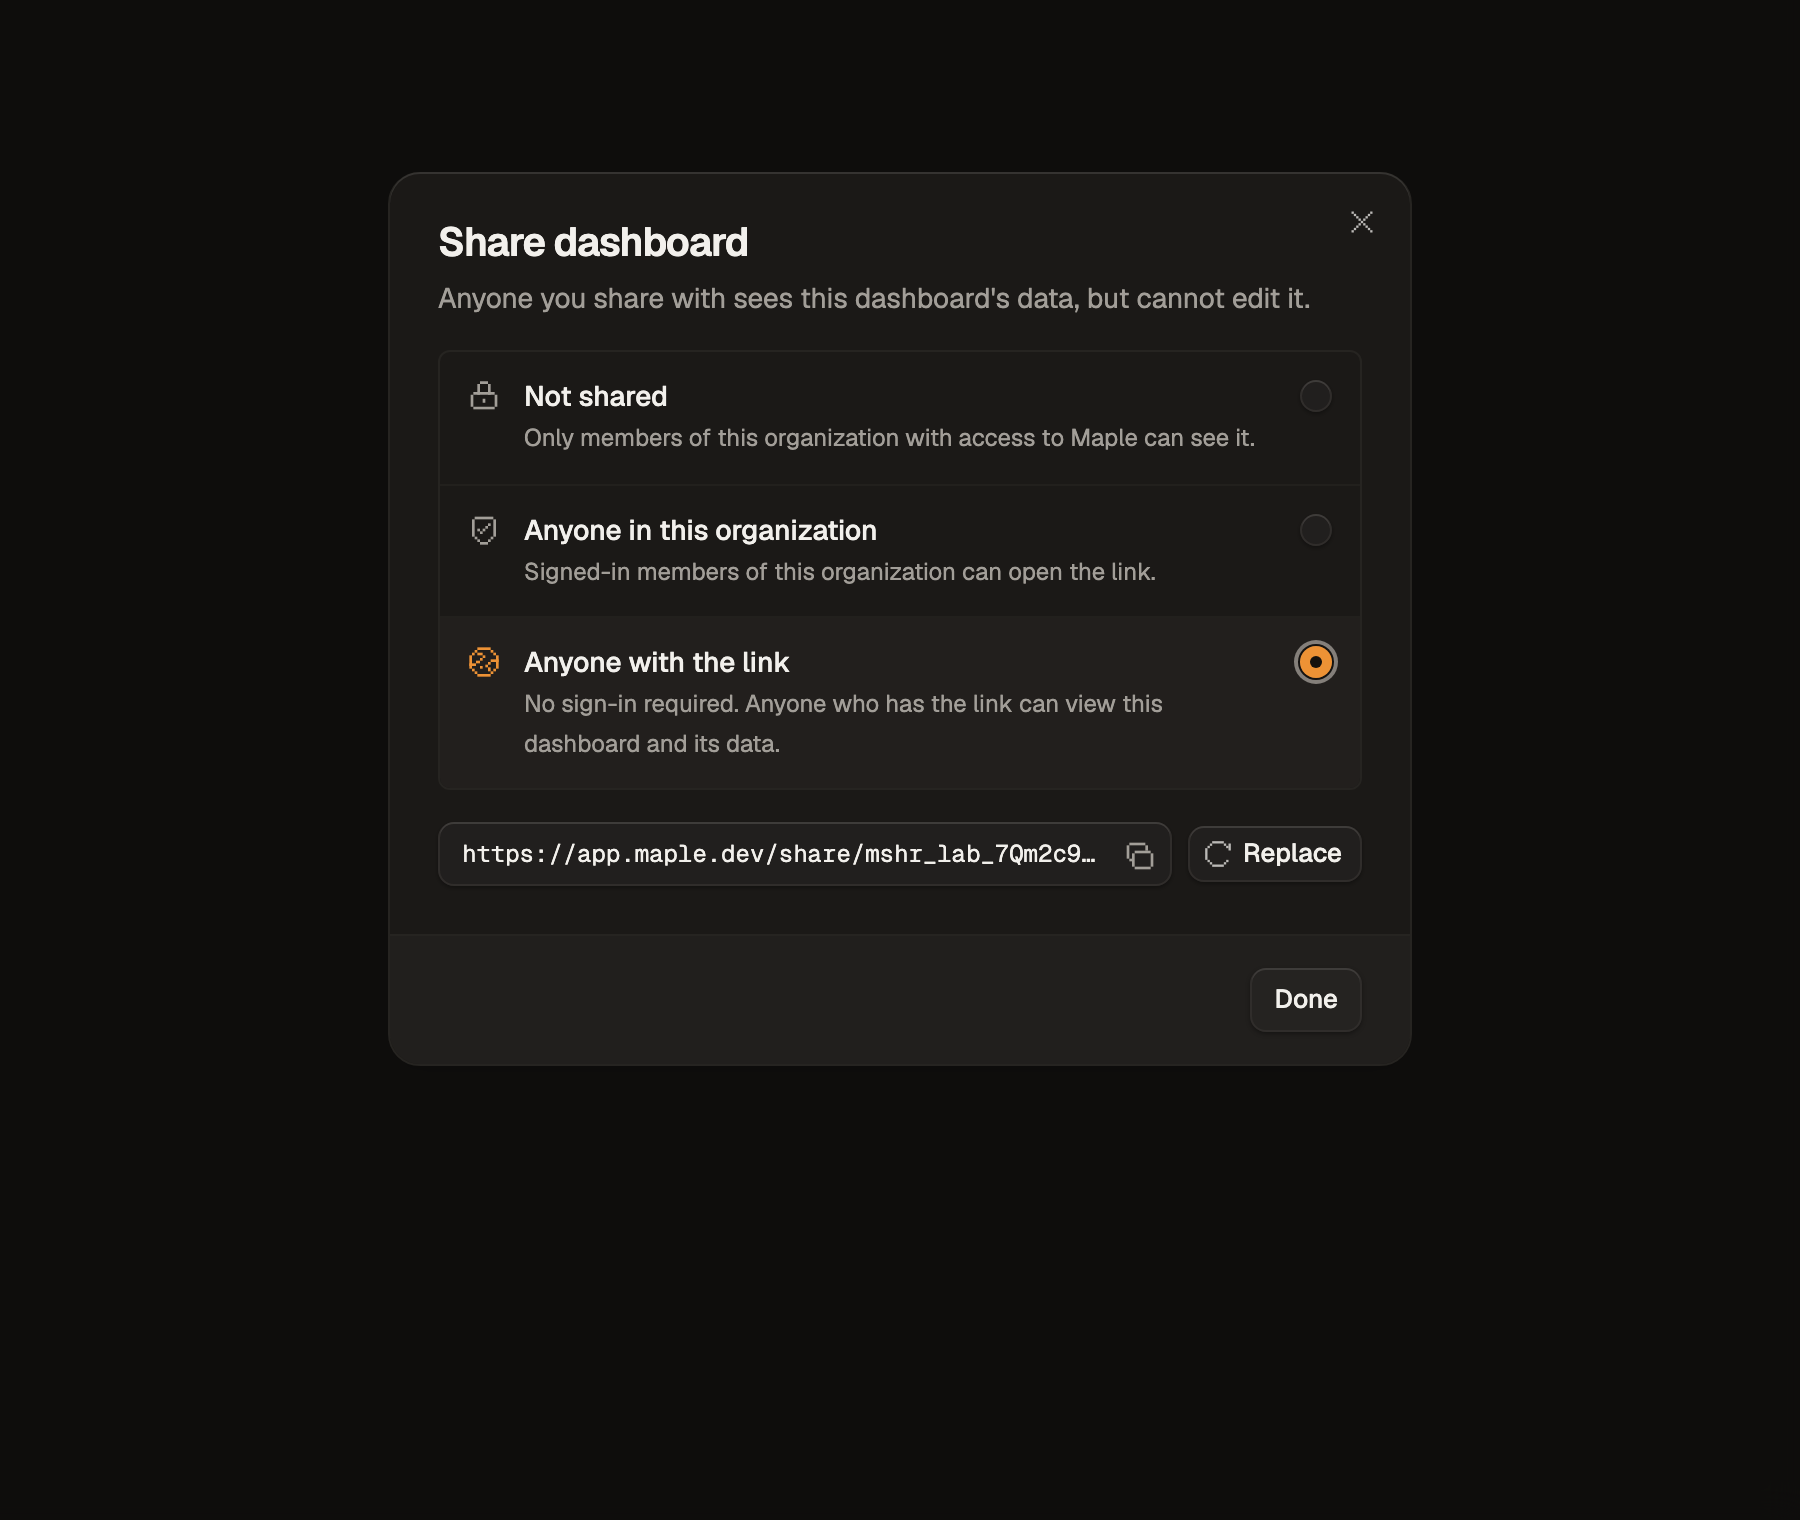 Share dashboard
Anyone you share with sees this dashboard's data, but cannot edit it.
Not shared
Only members of this organization with access to Maple can see it.
Anyone in this organization
Signed-in members of this organization can open the link.
Anyone with the link
No sign-in required. Anyone who has the link can view this
dashboard and its data.
https://app.maple.dev/share/mshr_lab_7Qm2c9…
Replace
Done